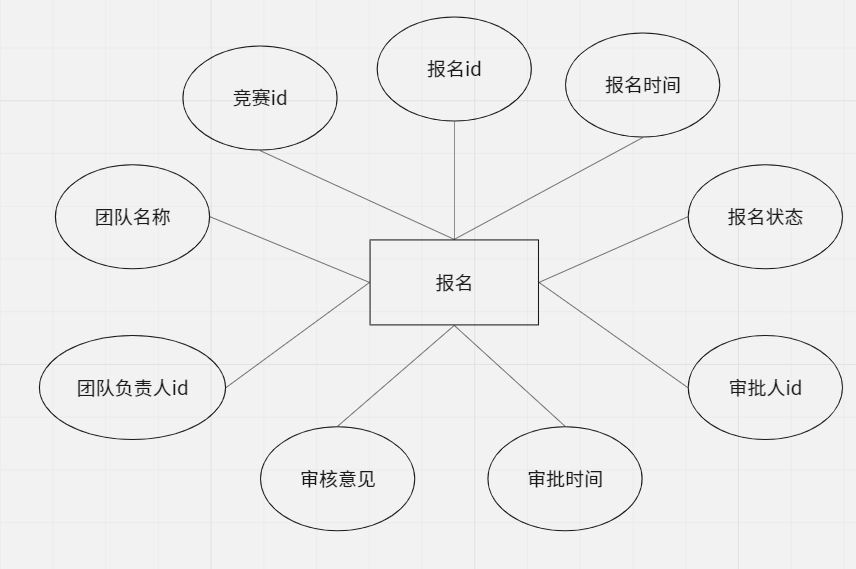 报名id
报名时间
竞赛id
团队名称
报名状态
报名
团队负责人id
审批人id
审核意见
审批时间